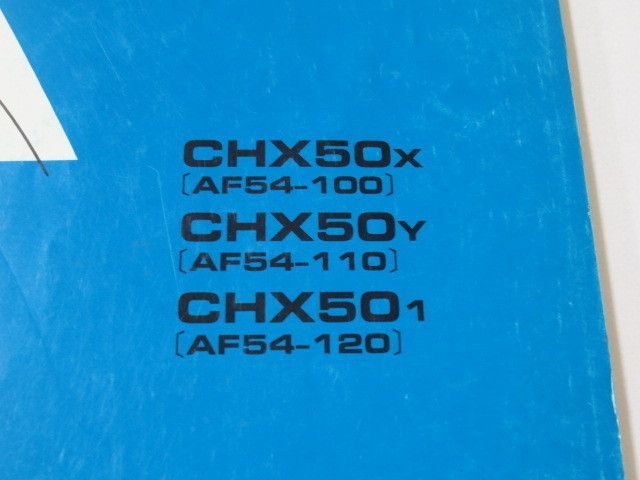 CHX50X
〔AF54-100〕
CHX50Y
〔AF54-110〕
CHX501
〔AF54-120〕